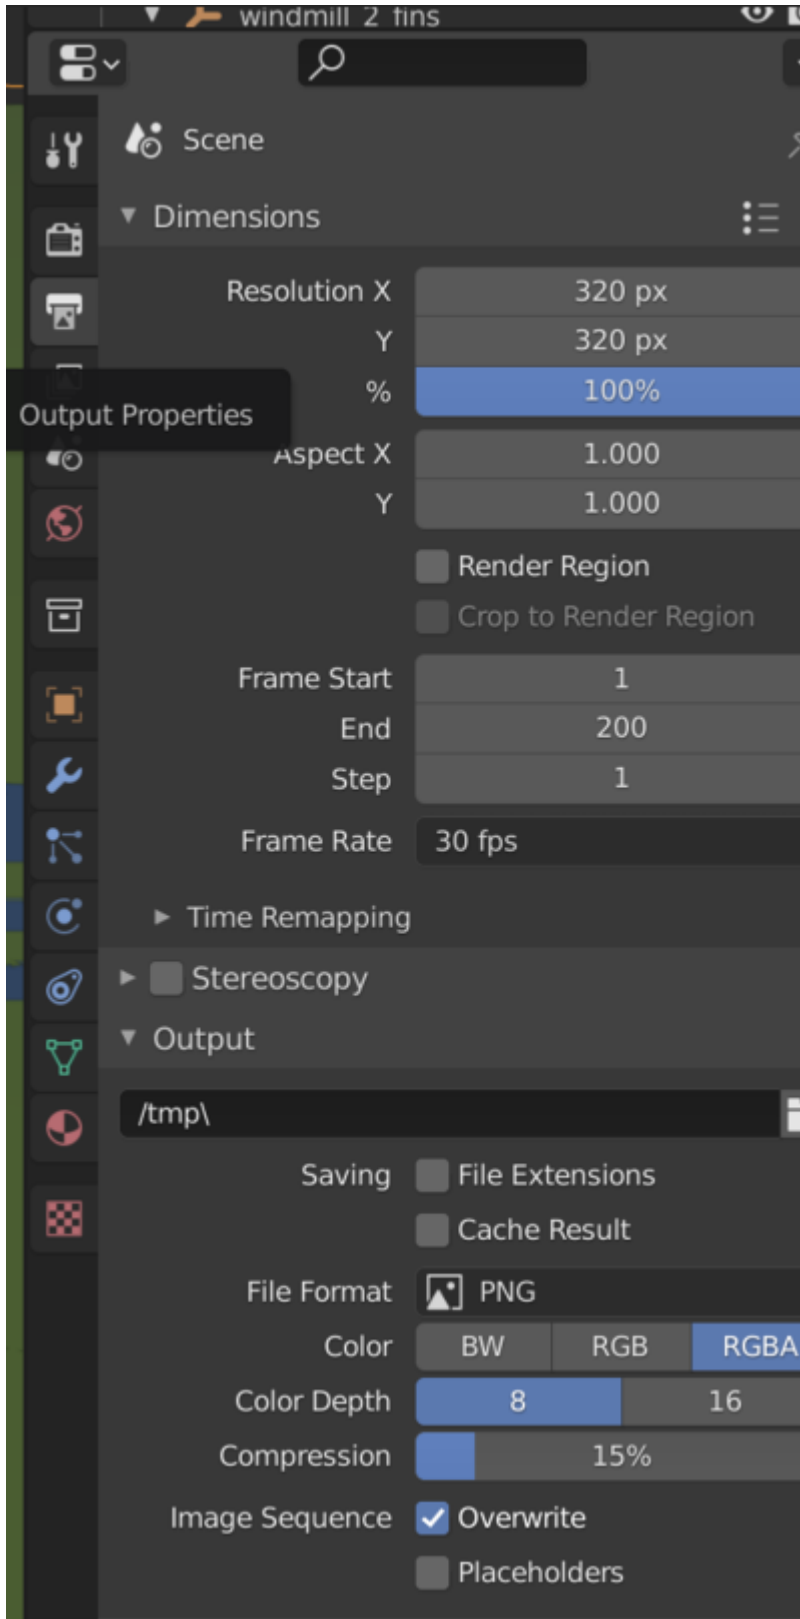 windmill_2_fins
Scene
Dimensions
Resolution X 320 px
Y 320 px
% 100%
Output Properties
Aspect X 1.000
Y 1.000
Render Region
Crop to Render Region
Frame Start 1
End 200
Step 1
Frame Rate 30 fps
Time Remapping
Stereoscopy
Output
/tmp\
Saving File Extensions
Cache Result
File Format PNG
Color BW RGB RGBA
Color Depth 8 16
Compression 15%
Image Sequence Overwrite
Placeholders